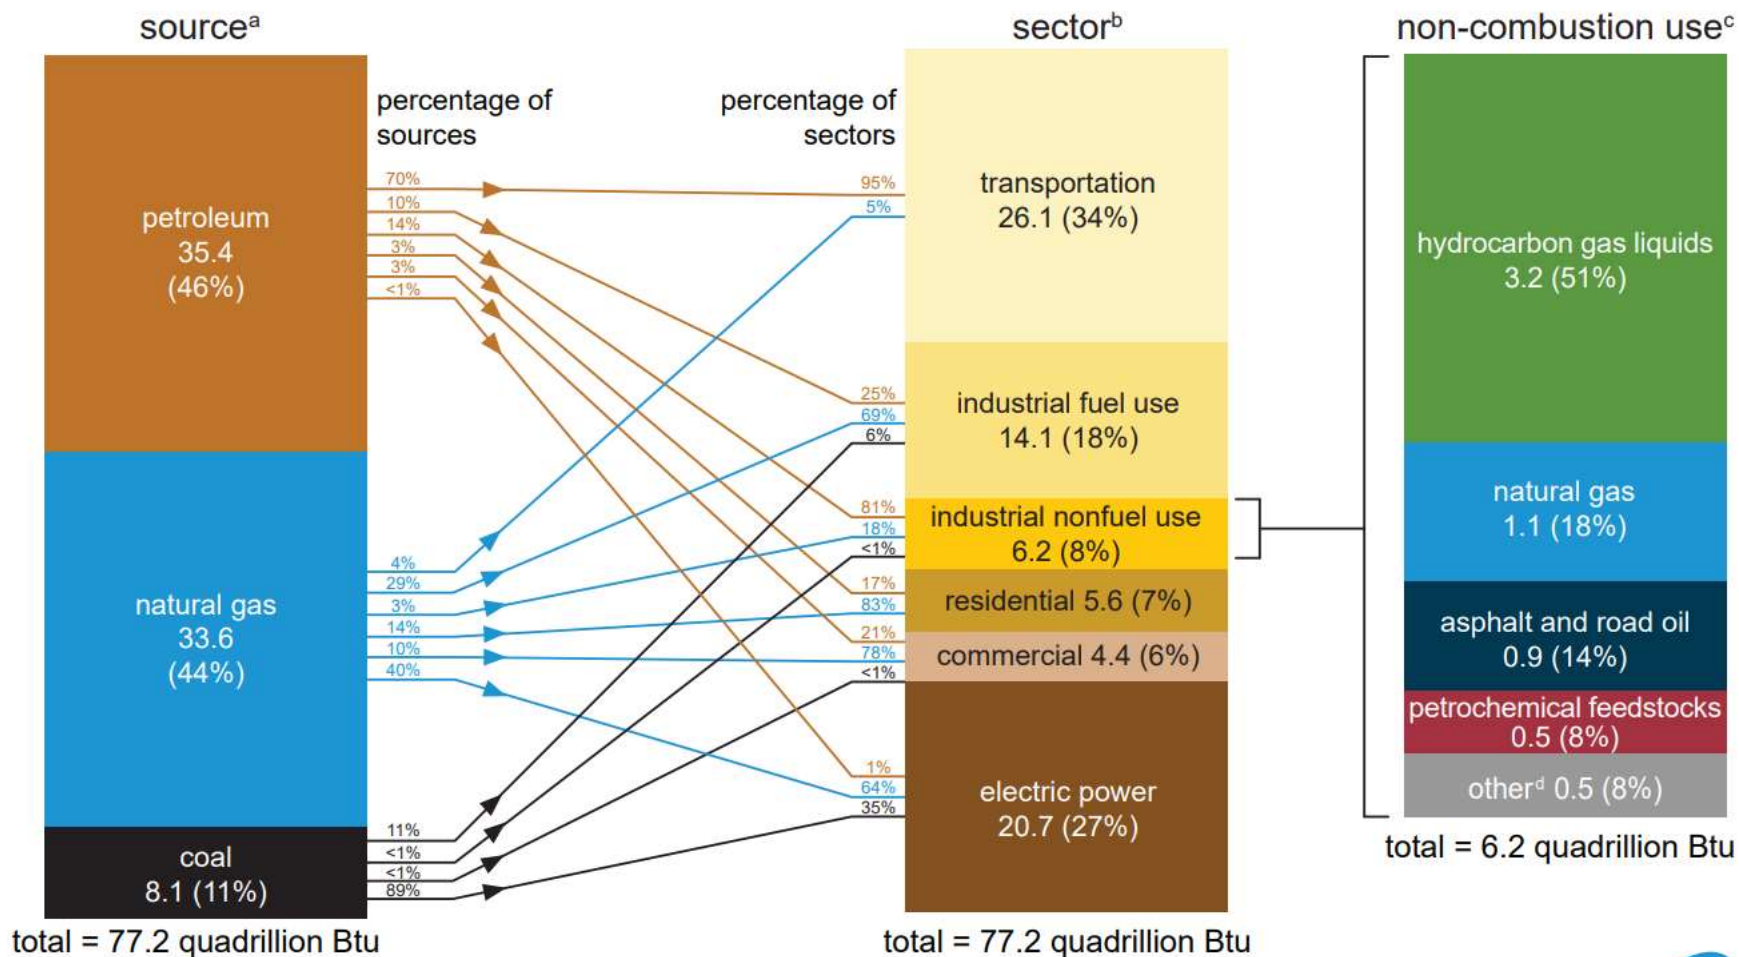 sourceᵃ
sectorᵇ
non-combustion useᶜ
percentage of
sources
percentage of
sectors
petroleum
35.4
(46%)
70%
10%
14%
3%
3%
<1%
natural gas
33.6
(44%)
4%
29%
3%
14%
10%
40%
coal
8.1 (11%)
11%
<1%
<1%
89%
total = 77.2 quadrillion Btu
95%
5%
transportation
26.1 (34%)
25%
69%
6%
industrial fuel use
14.1 (18%)
81%
18%
<1%
industrial nonfuel use
6.2 (8%)
17%
83%
residential 5.6 (7%)
21%
78%
<1%
commercial 4.4 (6%)
1%
64%
35%
electric power
20.7 (27%)
total = 77.2 quadrillion Btu
hydrocarbon gas liquids
3.2 (51%)
natural gas
1.1 (18%)
asphalt and road oil
0.9 (14%)
petrochemical feedstocks
0.5 (8%)
otherᵈ 0.5 (8%)
total = 6.2 quadrillion Btu